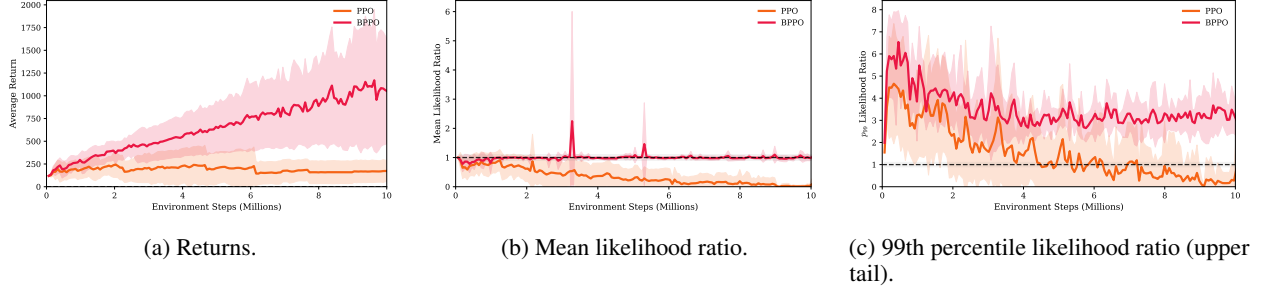 2000
1750
1500
1250
1000
750
500
250
0
Average Return
0
2
4
6
8
10
Environment Steps (Millions)
PPO
BPPO
(a) Returns.
6
5
4
3
2
1
0
Mean Likelihood Ratio
0
2
4
6
8
10
Environment Steps (Millions)
PPO
BPPO
(b) Mean likelihood ratio.
8
7
6
5
4
3
2
1
0
P99 Likelihood Ratio
0
2
4
6
8
10
Environment Steps (Millions)
PPO
BPPO
(c) 99th percentile likelihood ratio (upper
tail).